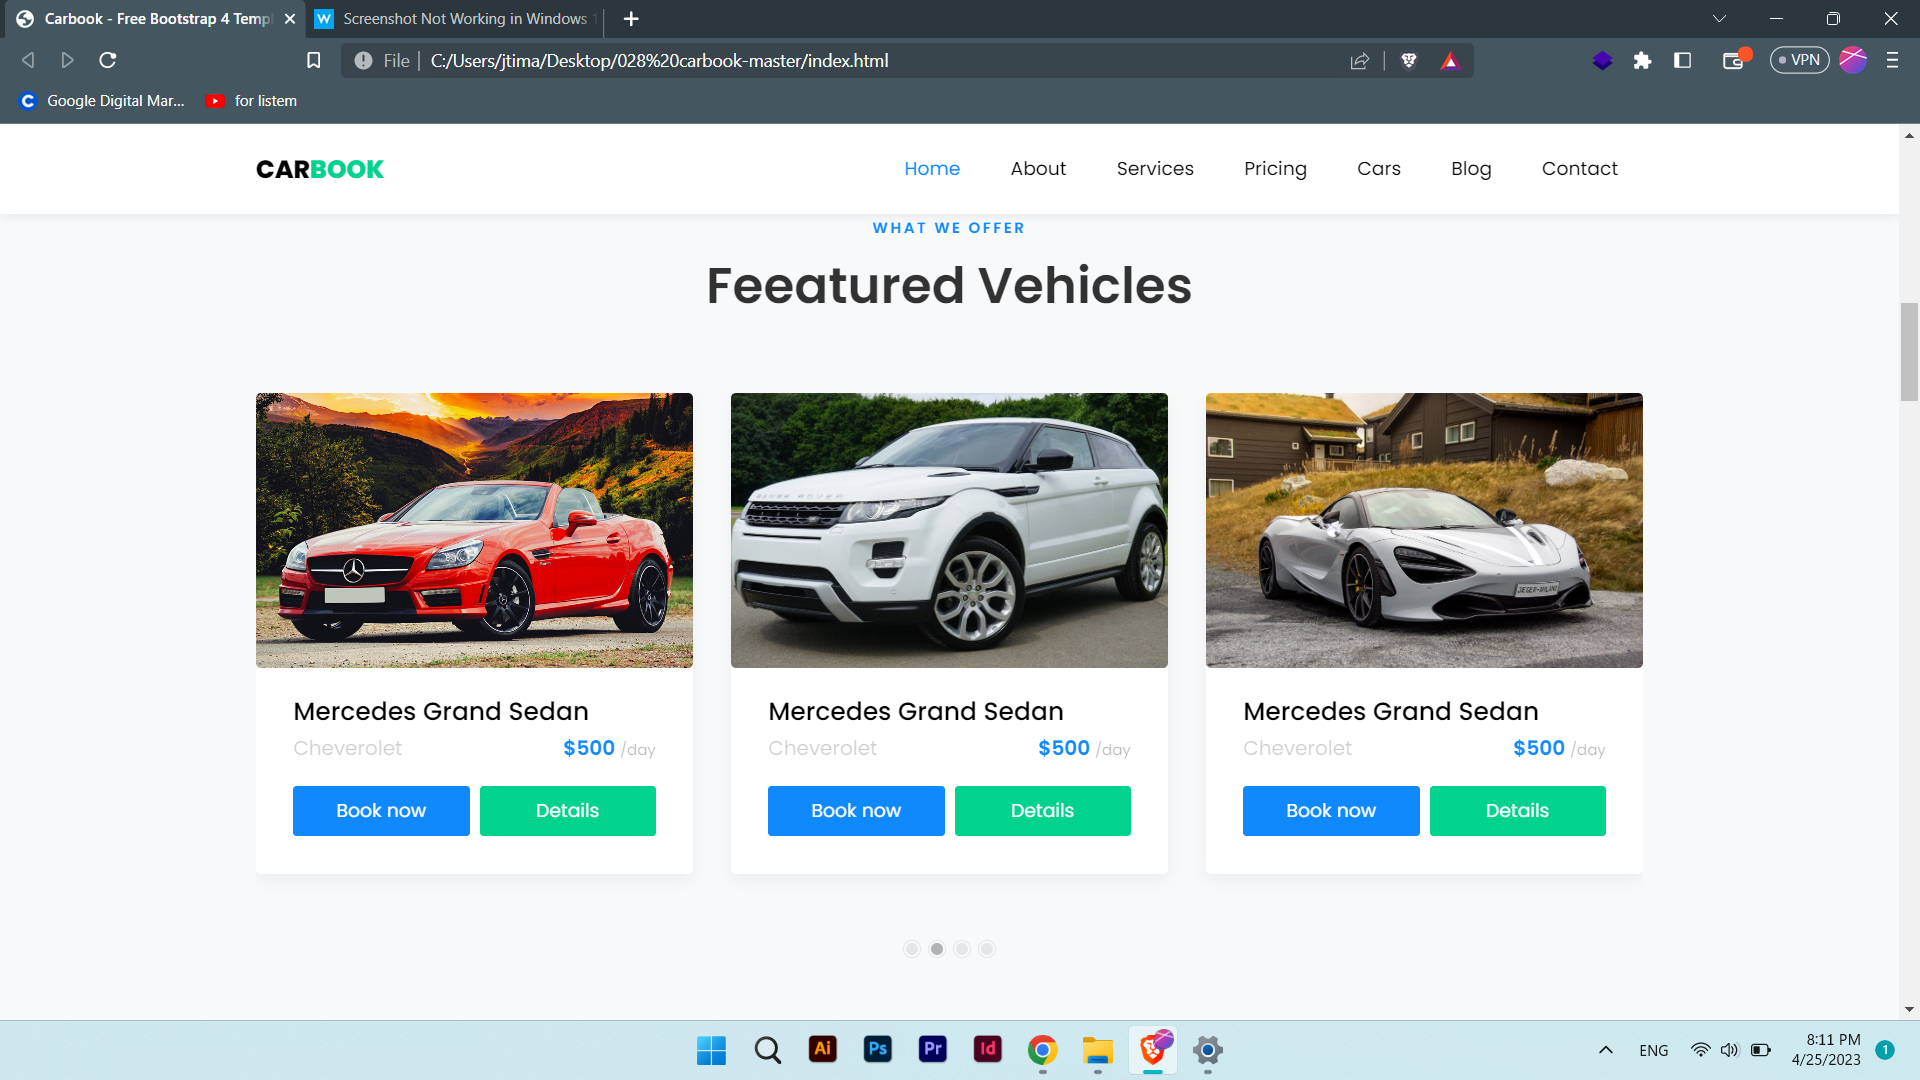 Carbook - Free Bootstrap 4 Templ
Screenshot Not Working in Windows 1
File
C:/Users/jtima/Desktop/028%20carbook-master/index.html
VPN
Google Digital Mar...
for listem
CARBOOK
Home
About
Services
Pricing
Cars
Blog
Contact
WHAT WE OFFER
Feeatured Vehicles
RANGE ROVER
Mercedes Grand Sedan
Cheverolet
$500 /day
Book now
Details
Mercedes Grand Sedan
Cheverolet
$500 /day
Book now
Details
Mercedes Grand Sedan
Cheverolet
$500 /day
Book now
Details
Ai
Ps
Pr
Id
ENG
8:11 PM
4/25/2023
1